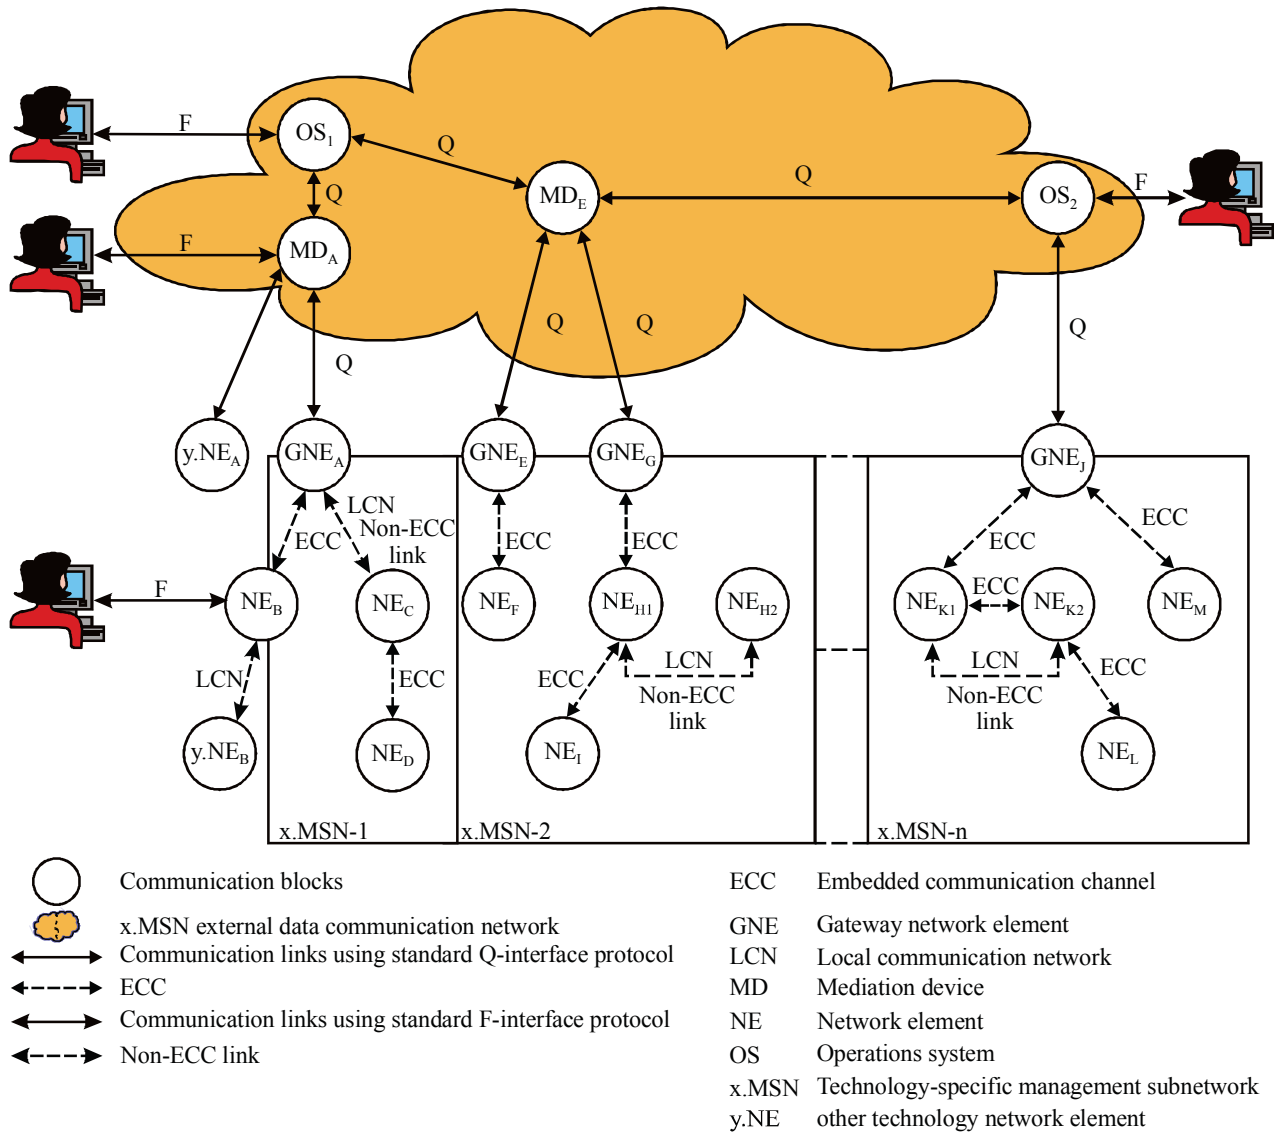 F
OS1
Q
Q
MDE
Q
OS2
F
F
MDA
Q
Q
Q
Q
y.NEA
GNEA
GNEE
GNEG
GNEJ
LCN
Non-ECC
link
ECC
ECC
ECC
ECC
ECC
F
NEB
NEC
NEF
NEH1
NEH2
NEK1
ECC
NEK2
NEM
LCN
ECC
ECC
LCN
Non-ECC
link
LCN
Non-ECC
link
ECC
y.NEB
NED
NEI
NEL
x.MSN-1
x.MSN-2
x.MSN-n
Communication blocks
x.MSN external data communication network
Communication links using standard Q-interface protocol
ECC
Communication links using standard F-interface protocol
Non-ECC link
ECC Embedded communication channel
GNE Gateway network element
LCN Local communication network
MD Mediation device
NE Network element
OS Operations system
x.MSN Technology-specific management subnetwork
y.NE other technology network element